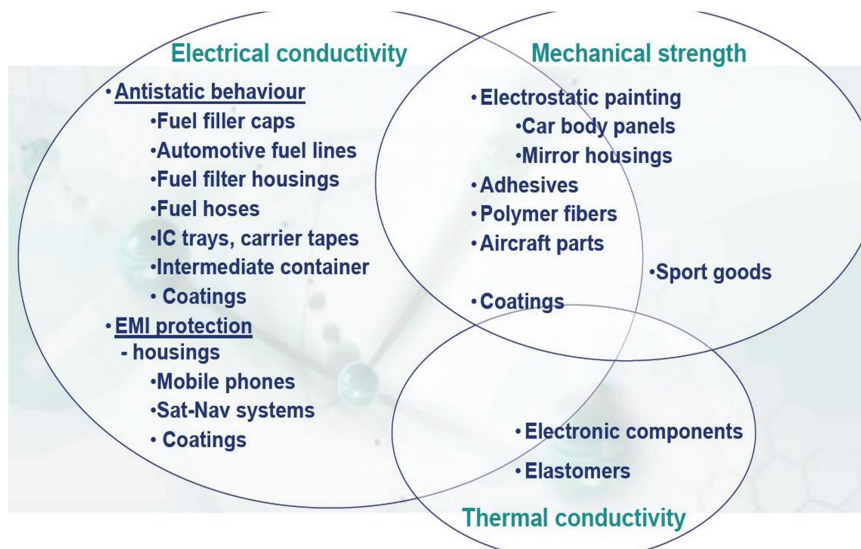 Electrical conductivity
• Antistatic behaviour
•Fuel filler caps
•Automotive fuel lines
•Fuel filter housings
•Fuel hoses
•IC trays, carrier tapes
•Intermediate container
• Coatings
• EMI protection
- housings
•Mobile phones
•Sat-Nav systems
• Coatings
Mechanical strength
•Electrostatic painting
•Car body panels
•Mirror housings
•Adhesives
•Polymer fibers
•Aircraft parts
•Sport goods
•Coatings
•Electronic components
•Elastomers
Thermal conductivity